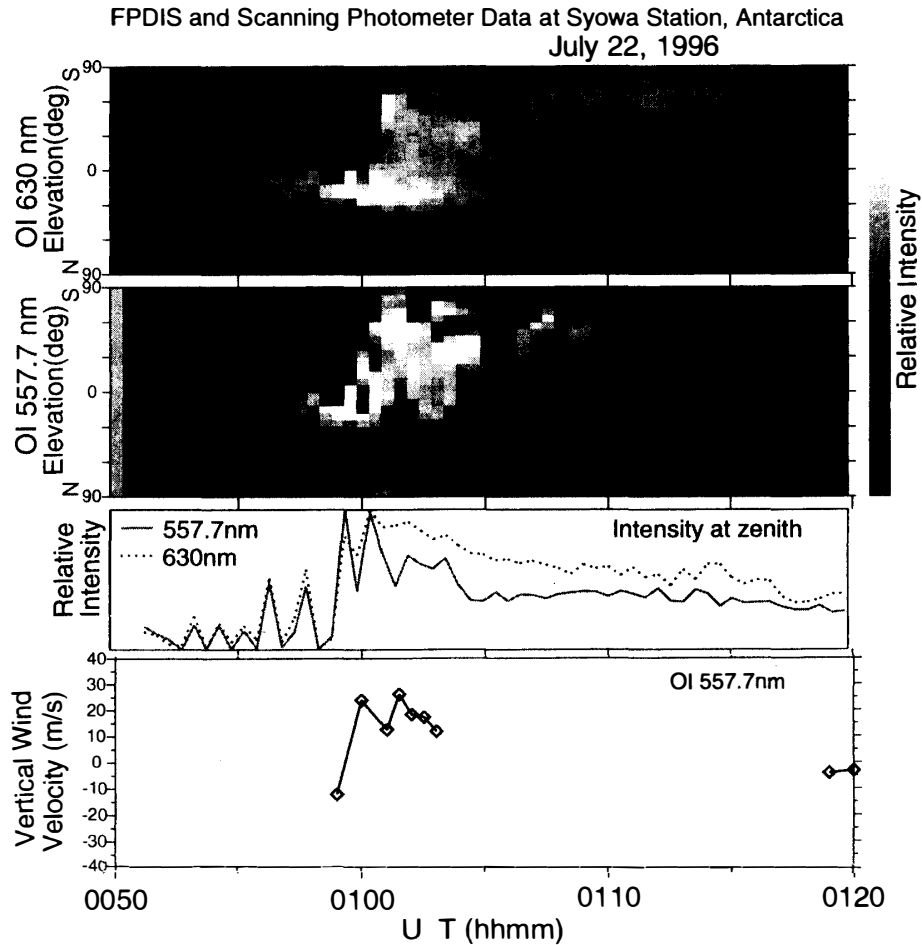 FPDIS and Scanning Photometer Data at Syowa Station, Antarctica
July 22, 1996
OI 630 nm
Elevation(deg)
90 S
0
N
90
OI 557.7 nm
Elevation(deg)
90 S
0
N
90
Relative Intensity
Relative
Intensity
557.7nm
630nm
Intensity at zenith
Vertical Wind
Velocity (m/s)
OI 557.7nm
40
30
20
10
0
-10
-20
-30
-40
0050
0100
0110
0120
U T (hhmm)